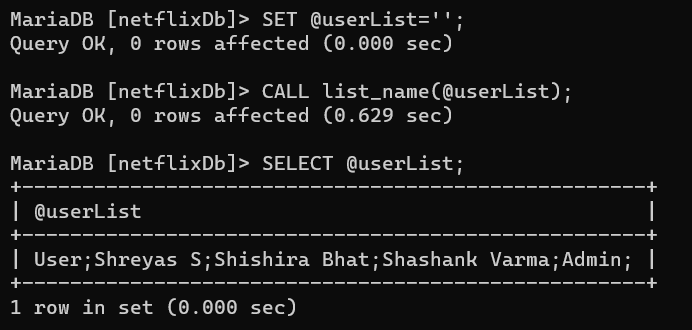 MariaDB [netflixDb]> SET @userList='';
Query OK, 0 rows affected (0.000 sec)
MariaDB [netflixDb]> CALL list_name(@userList);
Query OK, 0 rows affected (0.629 sec)
MariaDB [netflixDb]> SELECT @userList;
+----------------------------------------------------+
| @userList                                          |
+----------------------------------------------------+
| User;Shreyas S;Shishira Bhat;Shashank Varma;Admin; |
+----------------------------------------------------+
1 row in set (0.000 sec)